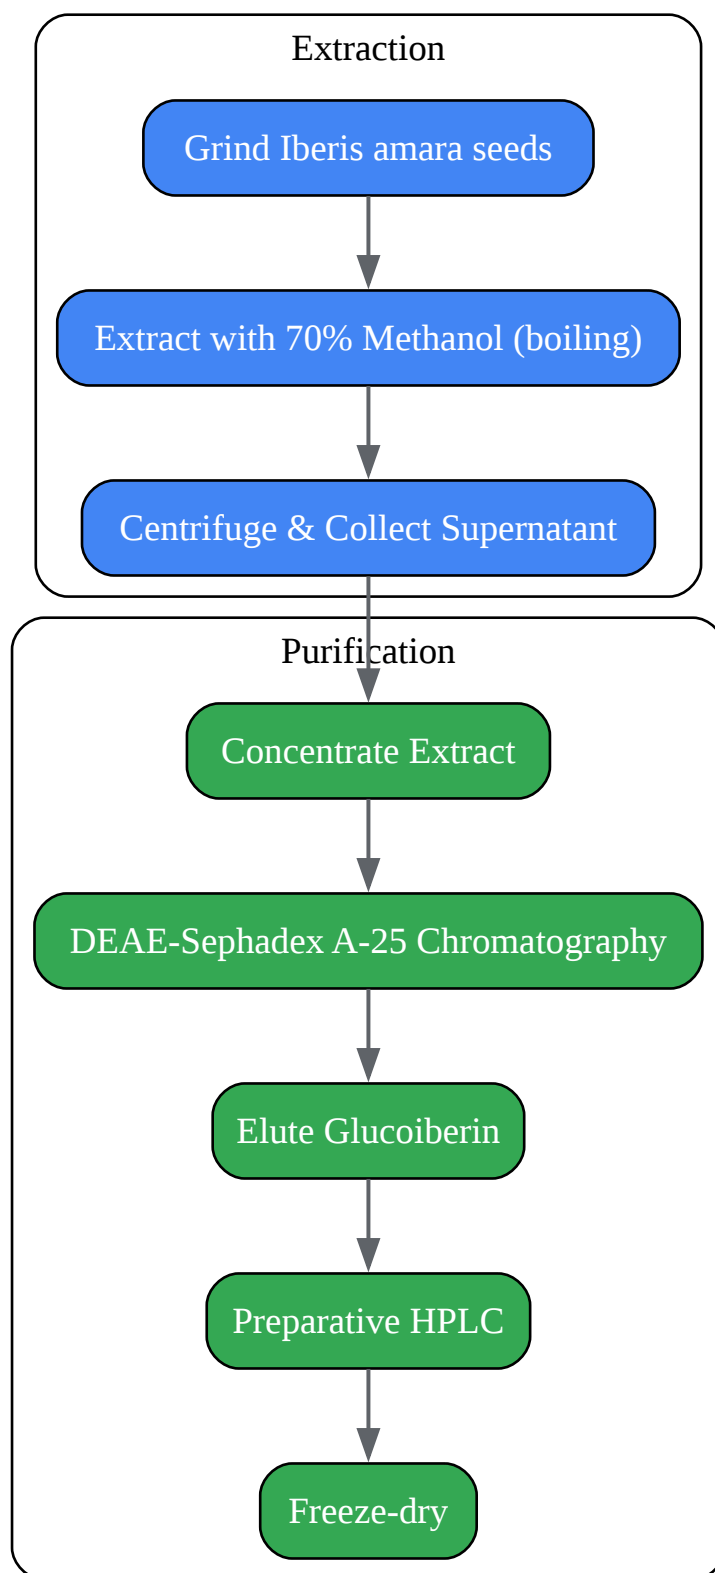 Extraction
Grind Iberis amara seeds
Extract with 70% Methanol (boiling)
Centrifuge & Collect Supernatant
Purification
Concentrate Extract
DEAE-Sephadex A-25 Chromatography
Elute Glucoiberin
Preparative HPLC
Freeze-dry